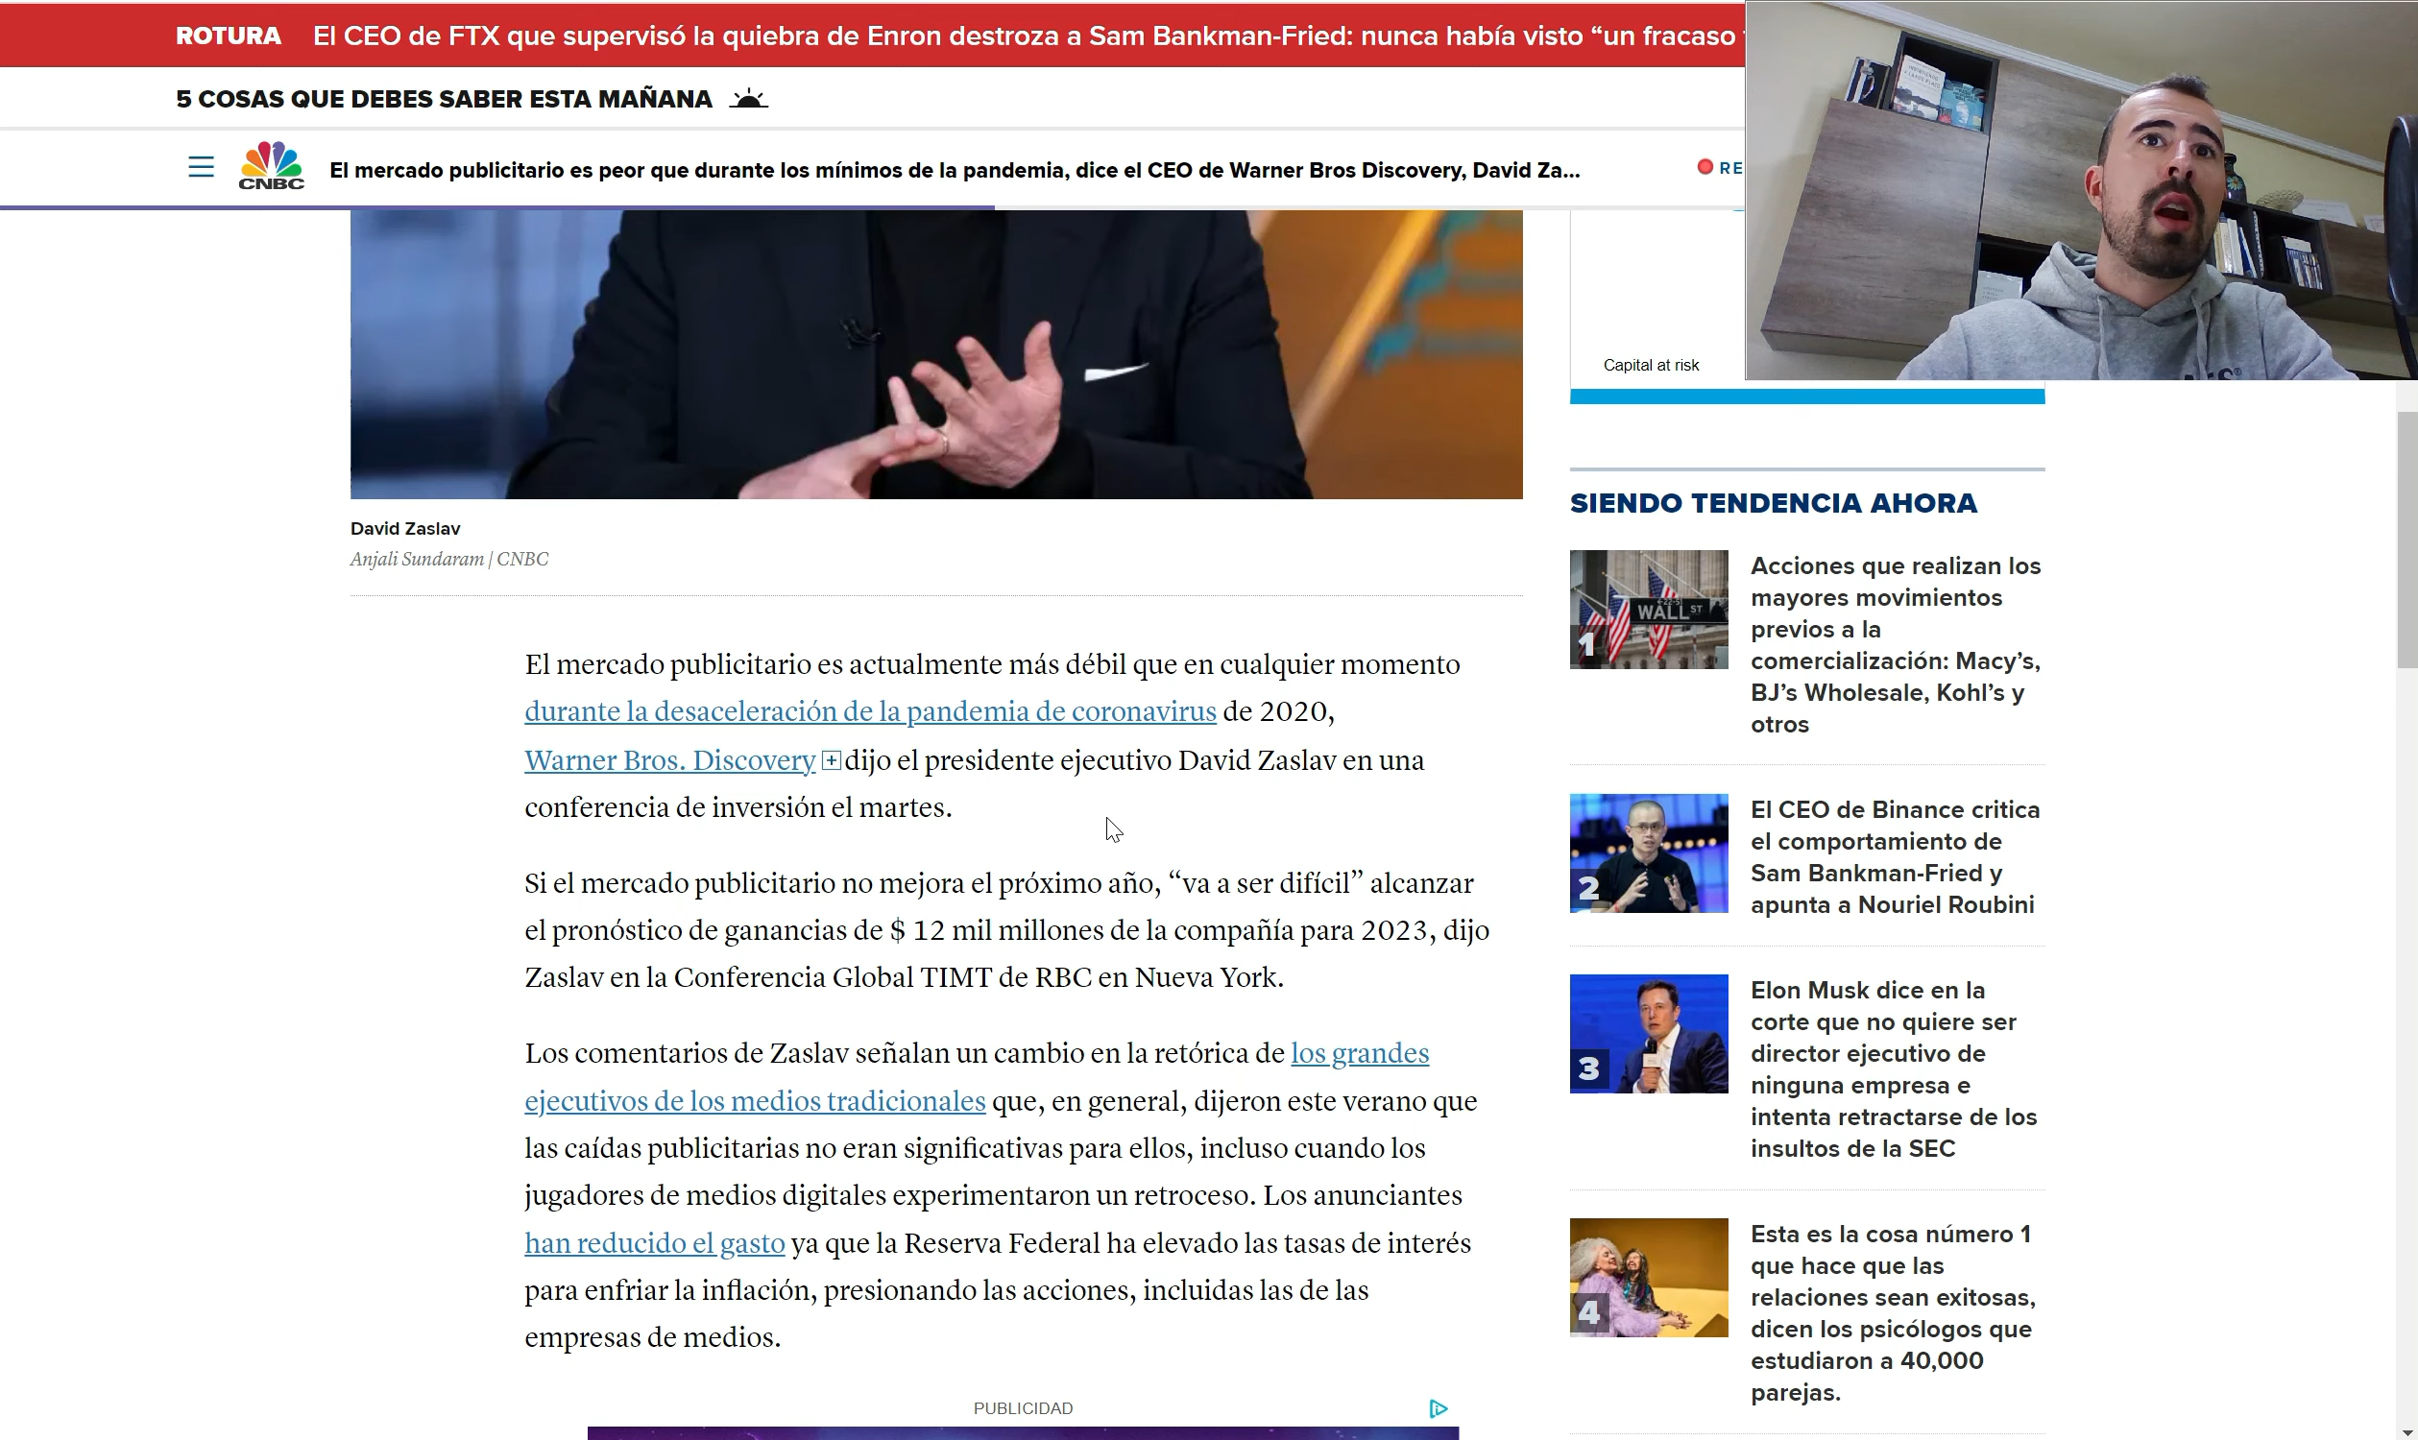 ROTURA El CEO de FTX que supervisó la quiebra de Enron destroza a Sam Bankman-Fried: nunca había visto “un fracaso
5 COSAS QUE DEBES SABER ESTA MAÑANA
CNBC
El mercado publicitario es peor que durante los mínimos de la pandemia, dice el CEO de Warner Bros Discovery, David Za...
RE
Capital at risk
David Zaslav
Anjali Sundaram | CNBC
El mercado publicitario es actualmente más débil que en cualquier momento
durante la desaceleración de la pandemia de coronavirus de 2020,
Warner Bros. Discovery + dijo el presidente ejecutivo David Zaslav en una
conferencia de inversión el martes.
Si el mercado publicitario no mejora el próximo año, “va a ser difícil” alcanzar
el pronóstico de ganancias de $ 12 mil millones de la compañía para 2023, dijo
Zaslav en la Conferencia Global TIMT de RBC en Nueva York.
Los comentarios de Zaslav señalan un cambio en la retórica de los grandes
ejecutivos de los medios tradicionales que, en general, dijeron este verano que
las caídas publicitarias no eran significativas para ellos, incluso cuando los
jugadores de medios digitales experimentaron un retroceso. Los anunciantes
han reducido el gasto ya que la Reserva Federal ha elevado las tasas de interés
para enfriar la inflación, presionando las acciones, incluidas las de las
empresas de medios.
PUBLICIDAD
SIENDO TENDENCIA AHORA
WALL ST
1
Acciones que realizan los
mayores movimientos
previos a la
comercialización: Macy’s,
BJ’s Wholesale, Kohl’s y
otros
2
El CEO de Binance critica
el comportamiento de
Sam Bankman-Fried y
apunta a Nouriel Roubini
3
Elon Musk dice en la
corte que no quiere ser
director ejecutivo de
ninguna empresa e
intenta retractarse de los
insultos de la SEC
4
Esta es la cosa número 1
que hace que las
relaciones sean exitosas,
dicen los psicólogos que
estudiaron a 40,000
parejas.